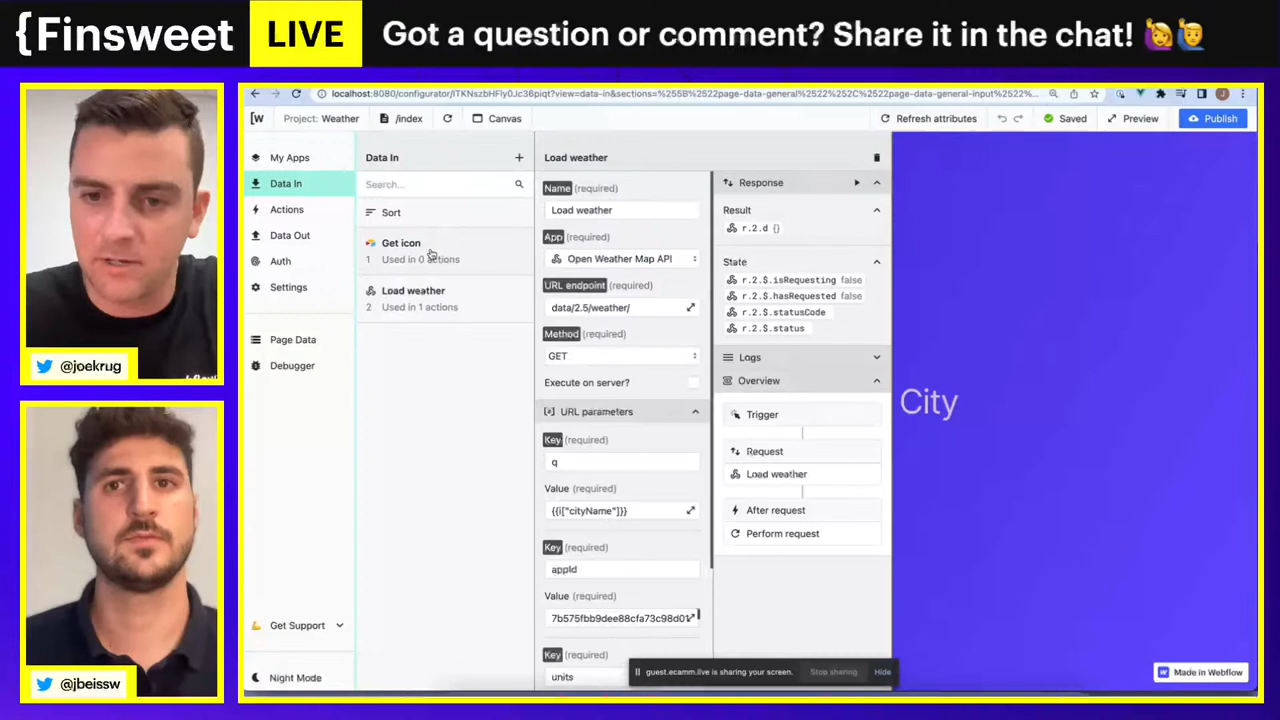 {Finsweet LIVE Got a question or comment? Share it in the chat! 🙋 🙋‍♂️
@joekrug
@jbeissw
[W Project: Weather /index Canvas Refresh attributes Saved Preview Publish
My Apps
Data In
Actions
Data Out
Auth
Settings
Page Data
Debugger
Get Support
Night Mode
Data In +
Search...
Sort
Get icon
1 Used in 0 actions
Load weather
2 Used in 1 actions
Load weather
Name (required)
Load weather
App (required)
Open Weather Map API
URL endpoint (required)
data/2.5/weather/
Method (required)
GET
Execute on server?
URL parameters
Key (required)
q
Value (required)
{{i["cityName"]}}
Key (required)
appId
Value (required)
Key (required)
units
Response
Result
r.2.d {}
State
r.2.$.isRequesting false
r.2.$.hasRequested false
r.2.$.statusCode
r.2.$.status
Logs
Overview
Trigger
Request
Load weather
After request
Perform request
City
guest.ecamm.live is sharing your screen. Stop sharing Hide
Made in Webflow